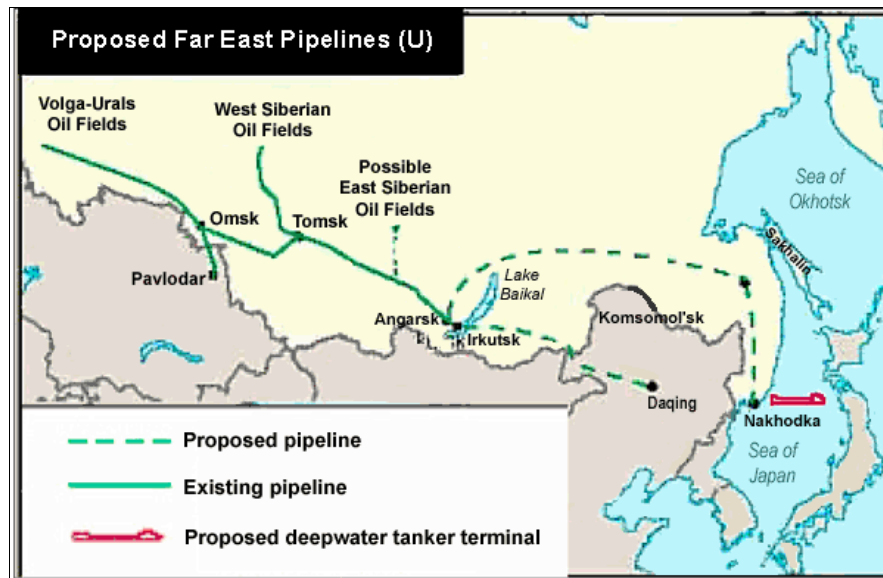 Proposed Far East Pipelines (U)
Volga-Urals
Oil Fields
West Siberian
Oil Fields
Possible
East Siberian
Oil Fields
Sea of
Okhotsk
Omsk
Tomsk
Sakhalin
Pavlodar
Lake
Baikal
Angarsk
Irkutsk
Komsomol'sk
Daqing
Nakhodka
Sea of
Japan
Proposed pipeline
Existing pipeline
Proposed deepwater tanker terminal